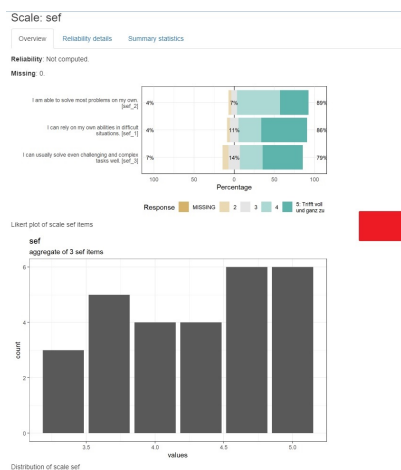 Scale: sef
Overview Reliability details Summary statistics
Reliability: Not computed.
Missing: 0.
I am able to solve most problems on my own. [sef_2]
4% 7% 89%
I can rely on my own abilities in difficult situations. [sef_1]
4% 11% 86%
I can usually solve even challenging and complex tasks well. [sef_3]
7% 14% 79%
100 50 0 50 100
Percentage
Response MISSING 2 3 4 5: Trifft voll und ganz zu
Likert plot of scale sef items
sef
aggregate of 3 sef items
6
4
2
0
count
3.5 4.0 4.5 5.0
values
Distribution of scale sef